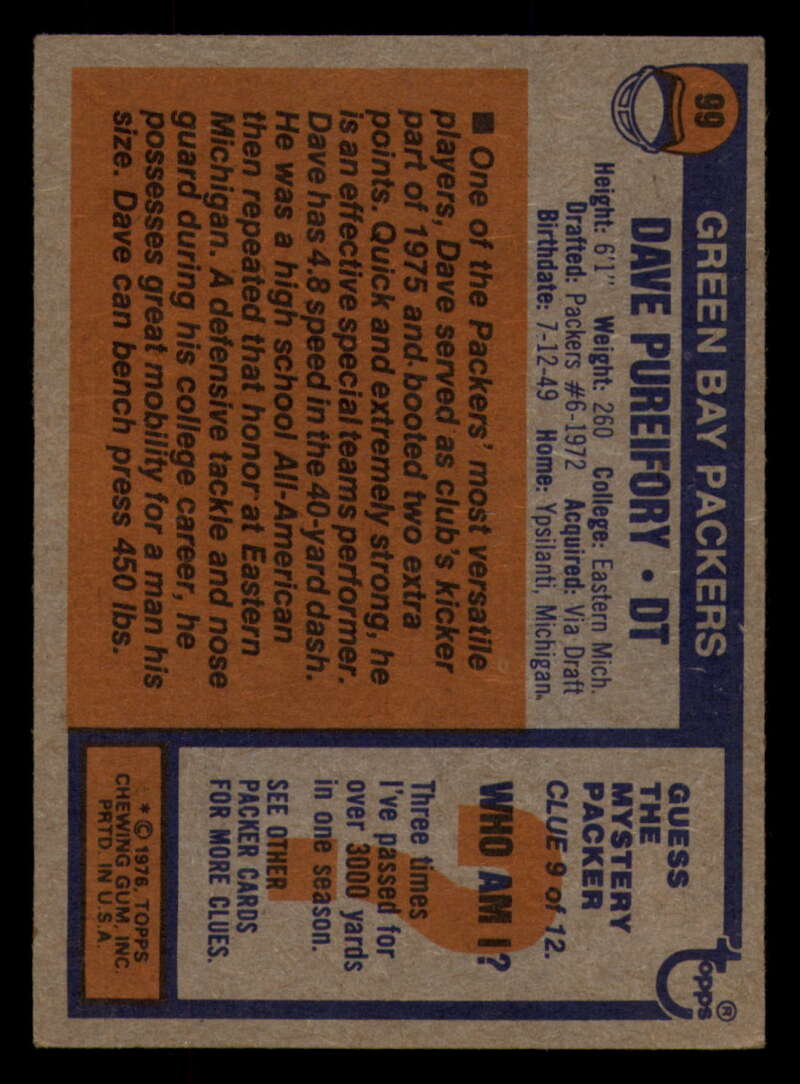 99
GREEN BAY PACKERS
DAVE PUREIFORY • DT
Height: 6'1" Weight: 260 College: Eastern Mich.
Drafted: Packers #6-1972 Acquired: Via Draft
Birthdate: 7-12-49 Home: Ypsilanti, Michigan.
■ One of the Packers' most versatile
players, Dave served as club's kicker
part of 1975 and booted two extra
points. Quick and extremely strong, he
is an effective special teams performer.
Dave has 4.8 speed in the 40-yard dash.
He was a high school All-American
then repeated that honor at Eastern
Michigan. A defensive tackle and nose
guard during his college career, he
possesses great mobility for a man his
size. Dave can bench press 450 lbs.
topps®
GUESS
THE
MYSTERY
PACKER
CLUE 9 of 12.
?
WHO AM I?
Three times
I've passed for
over 3000 yards
in one season.
SEE OTHER
PACKER CARDS
FOR MORE CLUES.
* © 1976, TOPPS
CHEWING GUM, INC.
PRTD. IN U.S.A.